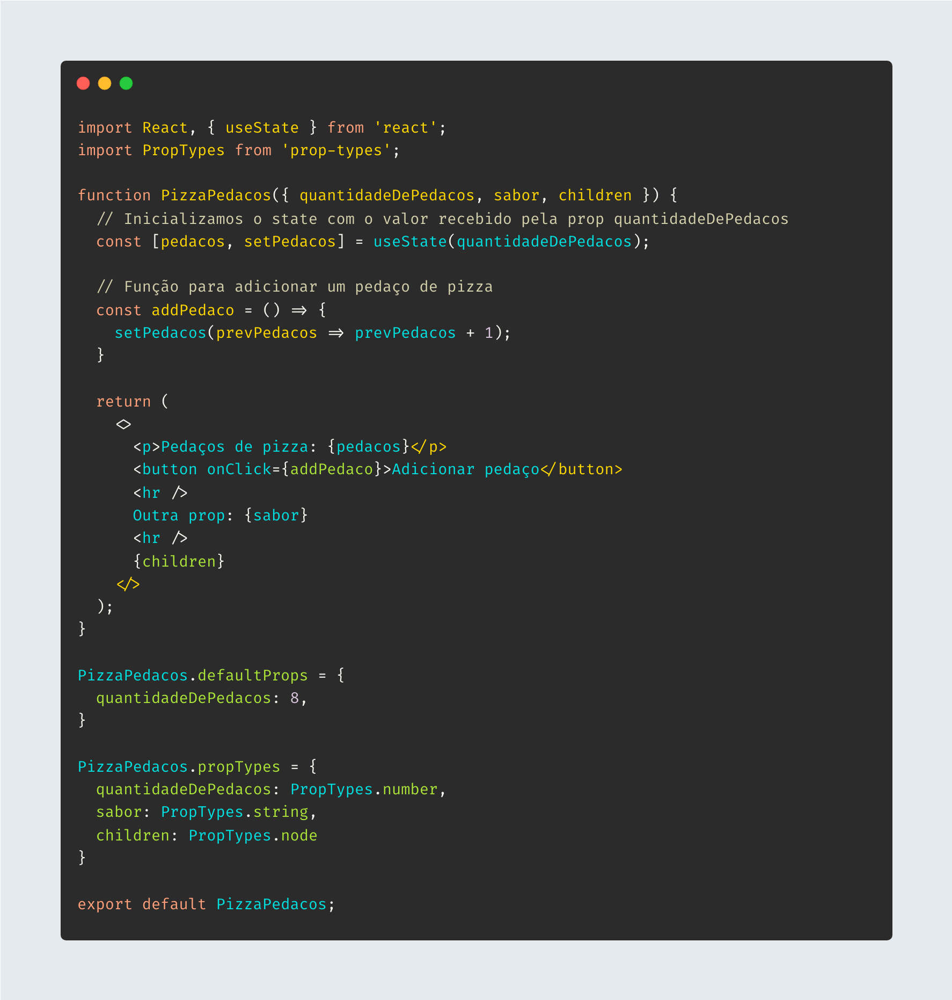 import React, { useState } from 'react';
import PropTypes from 'prop-types';

function PizzaPedacos({ quantidadeDePedacos, sabor, children }) {
  // Inicializamos o state com o valor recebido pela prop quantidadeDePedacos
  const [pedacos, setPedacos] = useState(quantidadeDePedacos);

  // Função para adicionar um pedaço de pizza
  const addPedaco = () => {
    setPedacos(prevPedacos => prevPedacos + 1);
  }

  return (
    <>
      <p>Pedaços de pizza: {pedacos}</p>
      <button onClick={addPedaco}>Adicionar pedaço</button>
      <hr />
      Outra prop: {sabor}
      <hr />
      {children}
    </>
  );
}

PizzaPedacos.defaultProps = {
  quantidadeDePedacos: 8,
}

PizzaPedacos.propTypes = {
  quantidadeDePedacos: PropTypes.number,
  sabor: PropTypes.string,
  children: PropTypes.node
}

export default PizzaPedacos;